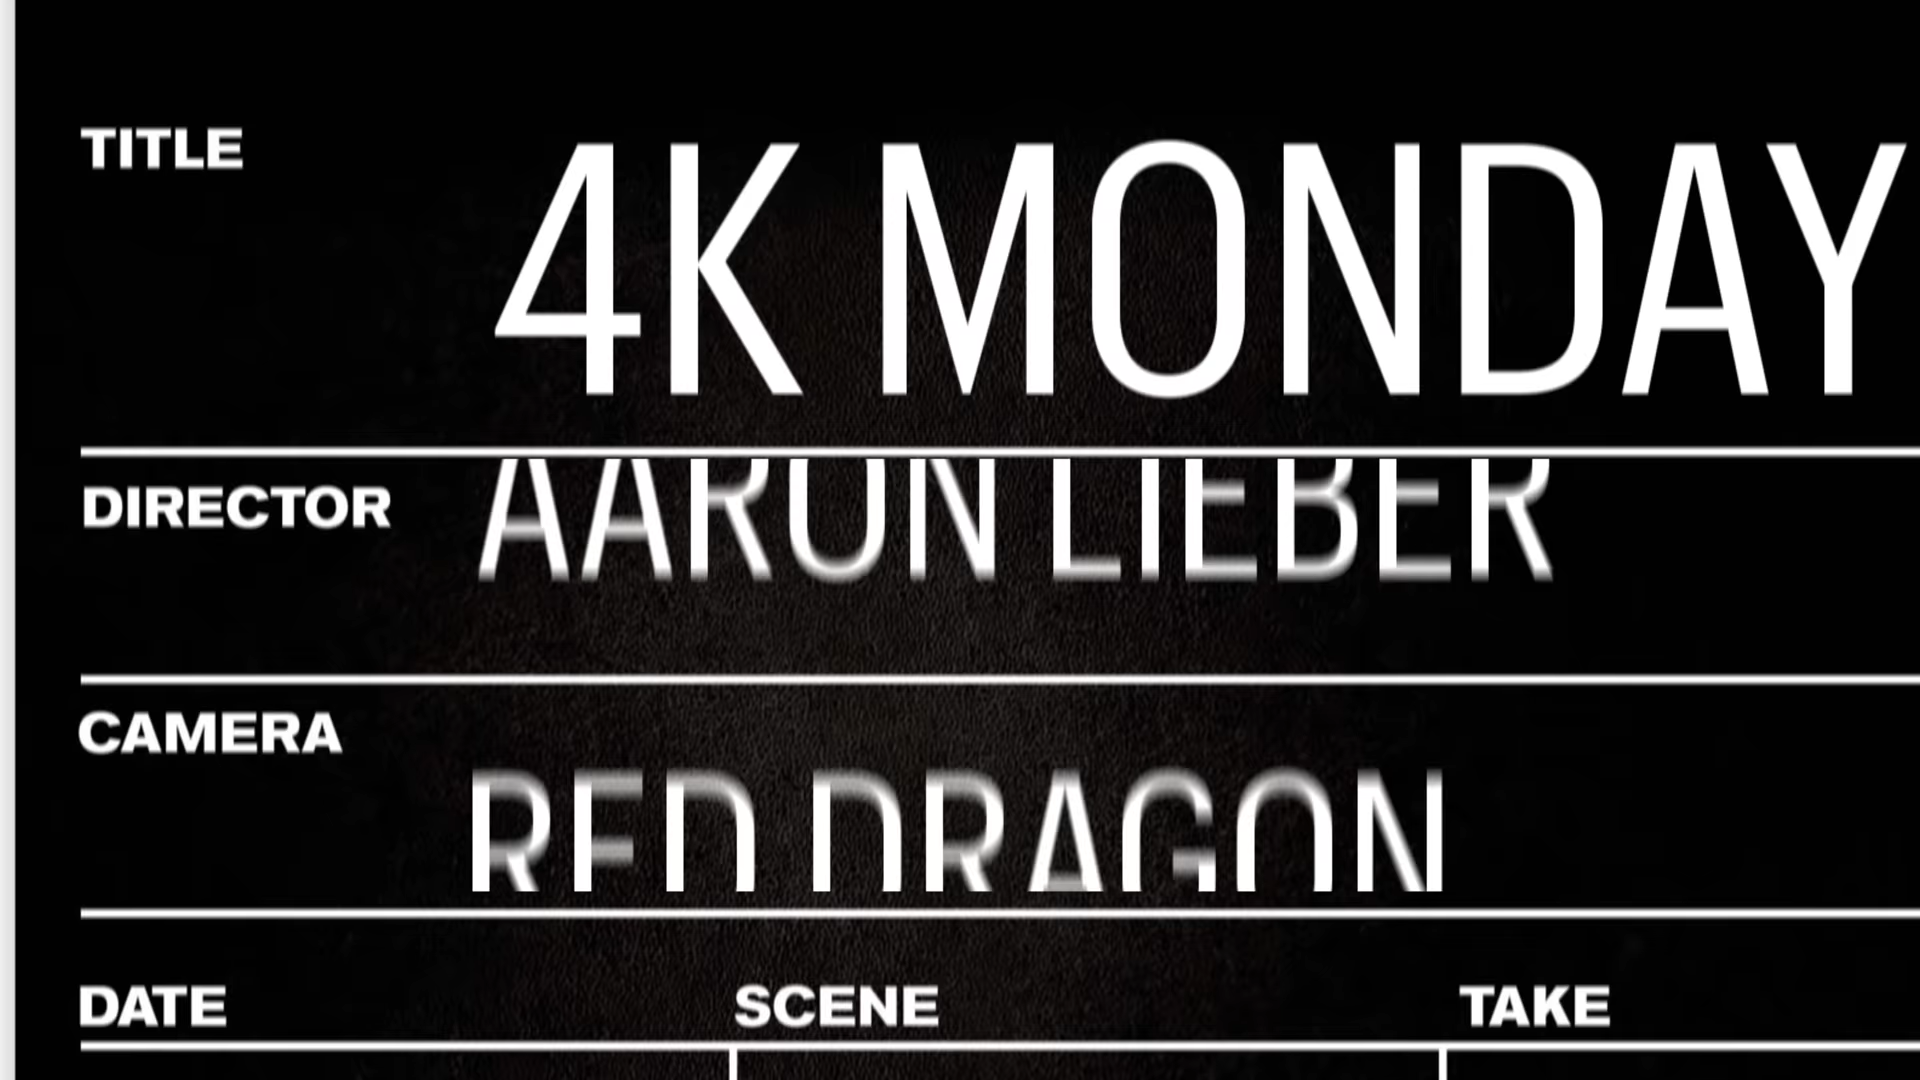 TITLE 4K MONDAY
DIRECTOR AARON LIEBER
CAMERA RED DRAGON
DATE SCENE TAKE